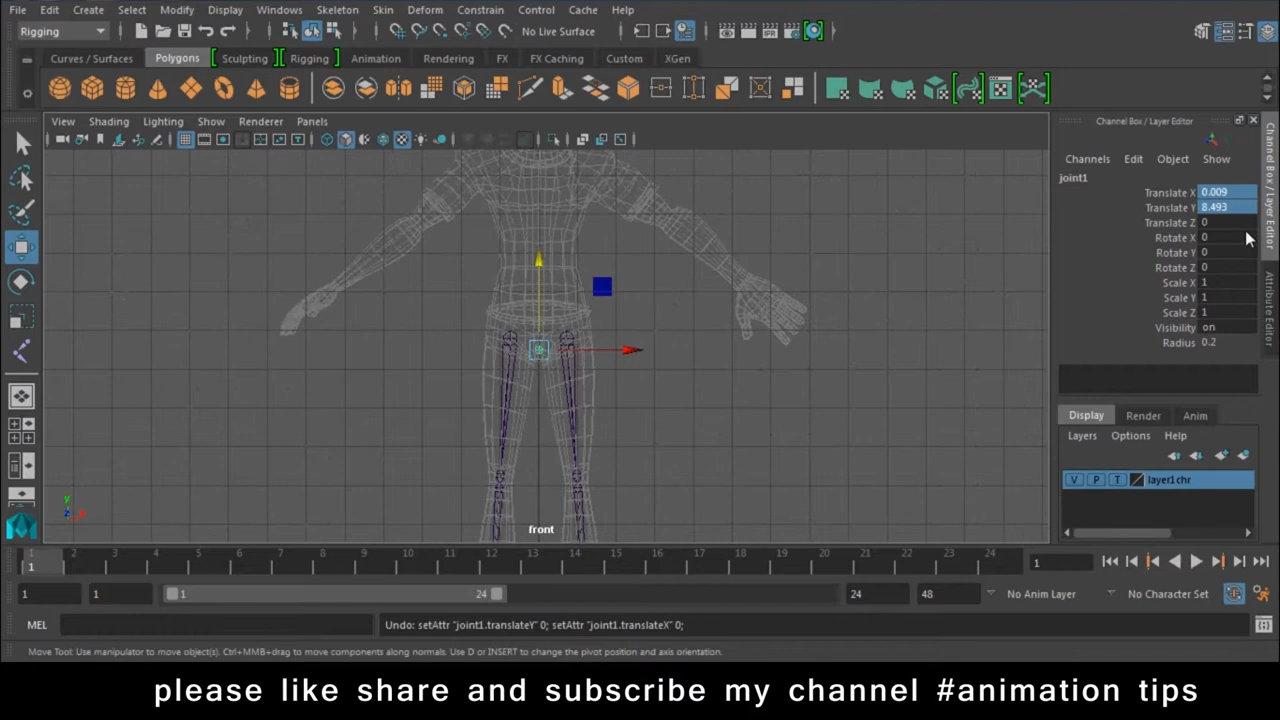 File Edit Create Select Modify Display Windows Skeleton Skin Deform Constrain Control Cache Help
Rigging No Live Surface
Curves / Surfaces Polygons Sculpting Rigging Animation Rendering FX FX Caching Custom XGen
View Shading Lighting Show Renderer Panels
Channel Box / Layer Editor
Channels Edit Object Show
joint1
Translate X 0.009
Translate Y 8.493
Translate Z 0
Rotate X 0
Rotate Y 0
Rotate Z 0
Scale X 1
Scale Y 1
Scale Z 1
Visibility on
Radius 0.2
Channel Box / Layer Editor
Attribute Editor
Display Render Anim
Layers Options Help
V P T layer1chr
y
z
front
1 2 3 4 5 6 7 8 9 10 11 12 13 14 15 16 17 18 19 20 21 22 23 24
1 1
1 1 1 24 24 48 No Anim Layer No Character Set
MEL Undo: setAttr "joint1.translateY" 0; setAttr "joint1.translateX" 0;
Move Tool: Use manipulator to move object(s). Ctrl+MMB+drag to move components along normals. Use D or INSERT to change the pivot position and axis orientation.
please like share and subscribe my channel #animation tips